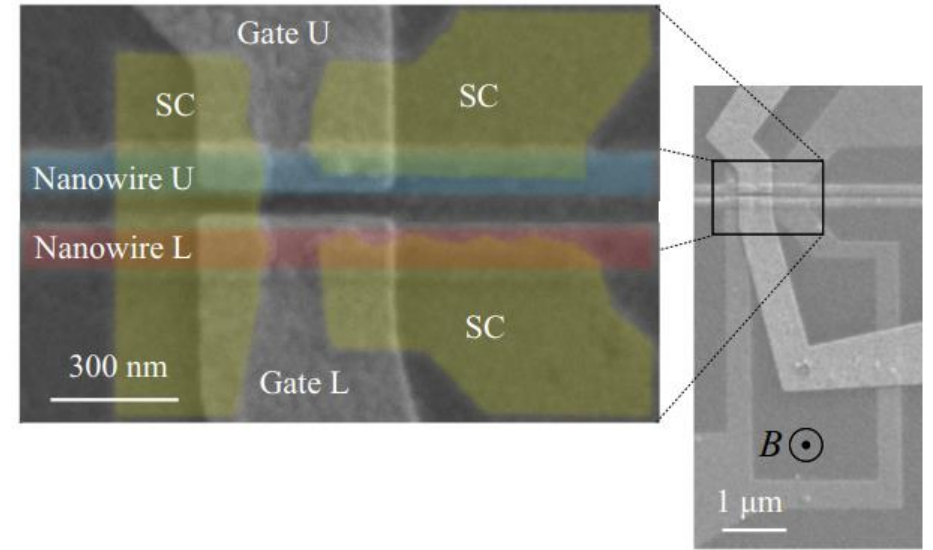 Gate U
SC
SC
Nanowire U
Nanowire L
SC
300 nm
Gate L
B
1 μm